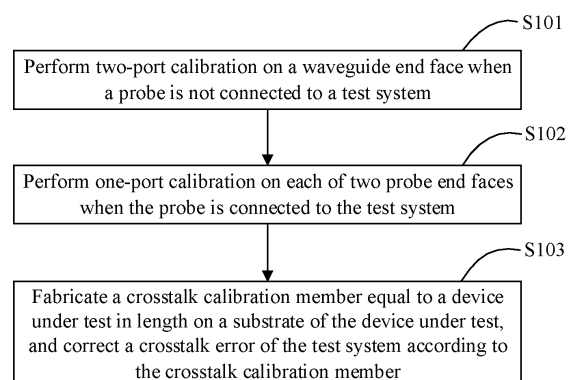 S101
Perform two-port calibration on a waveguide end face when
a probe is not connected to a test system
S102
Perform one-port calibration on each of two probe end faces
when the probe is connected to the test system
S103
Fabricate a crosstalk calibration member equal to a device
under test in length on a substrate of the device under test,
and correct a crosstalk error of the test system according to
the crosstalk calibration member